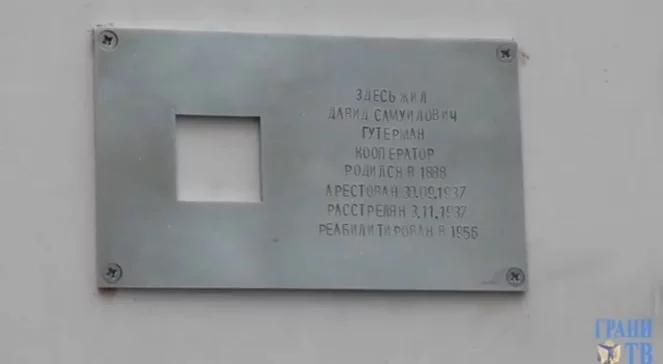 ЗДЕСЬ ЖИЛ
ДАВИД САМУИЛОВИЧ
ГУТЕРМАН
КООПЕРАТОР
РОДИЛСЯ В 1888
АРЕСТОВАН 30.09.1937
РАССТРЕЛЯН 3.11.1937
РЕАБИЛИТИРОВАН В 1956
ГРАНИ
ТВ